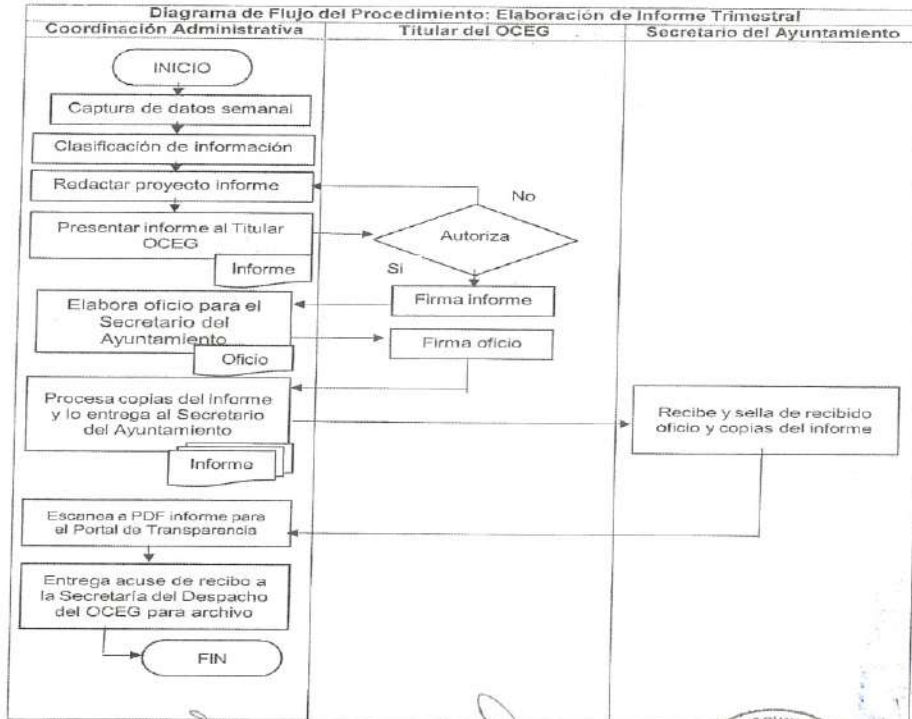 Diagrama de Flujo del Procedimiento: Elaboración de Informe Trimestral
Coordinación Administrativa
Titular del OCEG
Secretario del Ayuntamiento
INICIO
Captura de datos semanal
Clasificación de información
Redactar proyecto informe
No
Presentar informe al Titular
OCEG
Autoriza
Informe
Si
Elabora oficio para el
Secretario del
Ayuntamiento
Firma informe
Firma oficio
Oficio
Procesa copias del informe
y lo entrega al Secretario
del Ayuntamiento
Recibe y sella de recibido
oficio y copias del informe
Informe
Escanea a PDF informe para
el Portal de Transparencia
Entrega acuse de recibo a
la Secretaría del Despacho
del OCEG para archivo
FIN